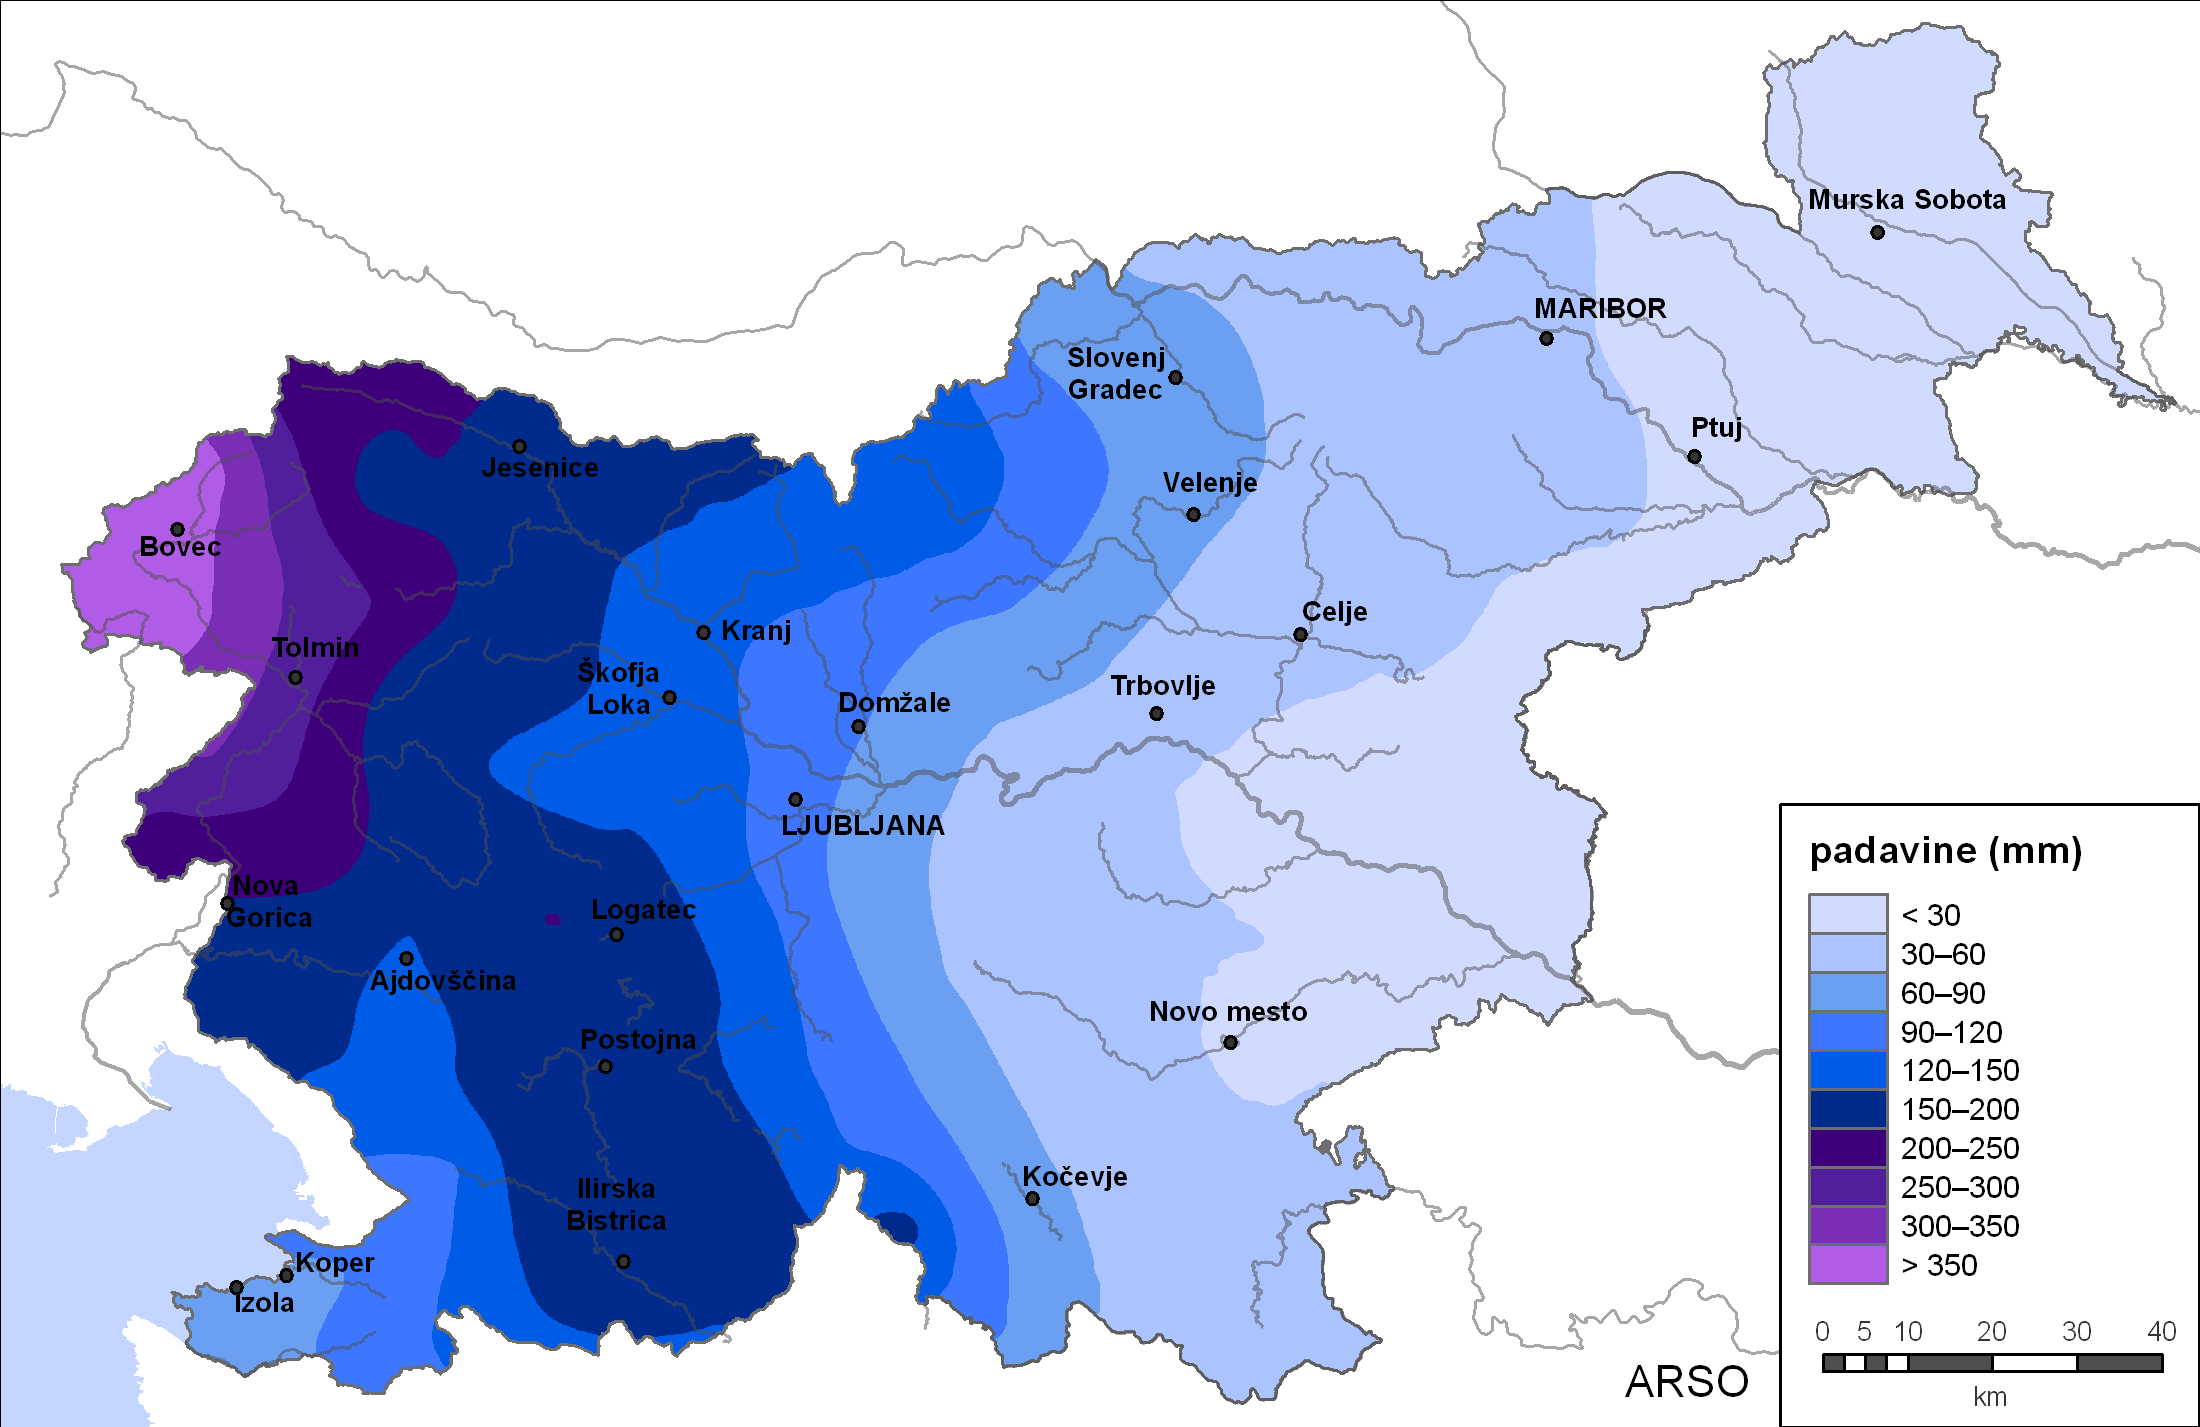 Murska Sobota
MARIBOR
Slovenj
Gradec
Ptuj
Jesenice
Velenje
Bovec
Celje
Kranj
Tolmin
Škofja
Loka
Trbovlje
Domžale
LJUBLJANA
Nova
Gorica
Logatec
Ajdovščina
Novo mesto
Postojna
Kočevje
Ilirska
Bistrica
Koper
Izola
padavine (mm)
< 30
30–60
60–90
90–120
120–150
150–200
200–250
250–300
300–350
> 350
0 5 10 20 30 40
km
ARSO